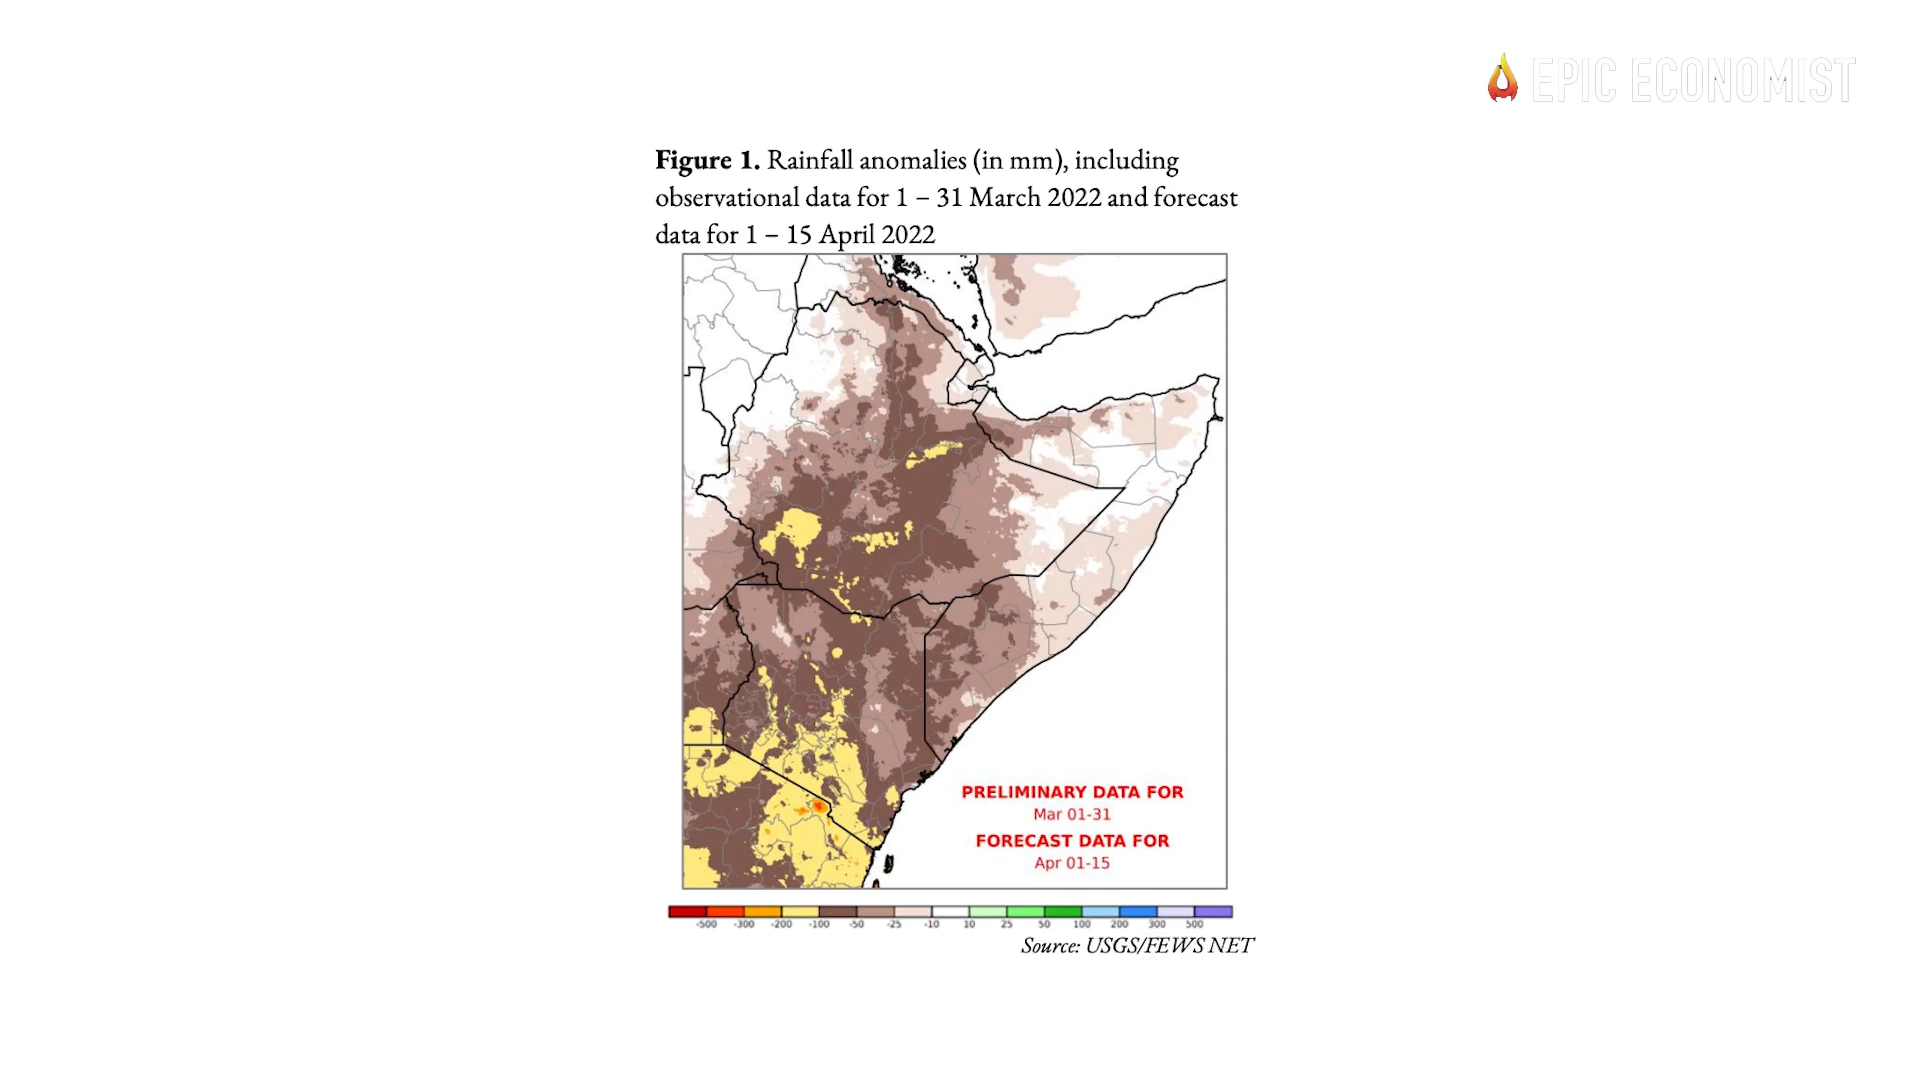 EPIC ECONOMIST
Figure 1. Rainfall anomalies (in mm), including
observational data for 1 – 31 March 2022 and forecast
data for 1 – 15 April 2022
PRELIMINARY DATA FOR
Mar 01-31
FORECAST DATA FOR
Apr 01-15
-500 -300 -200 -100 -50 -25 -10 10 25 50 100 200 300 500
Source: USGS/FEWS NET